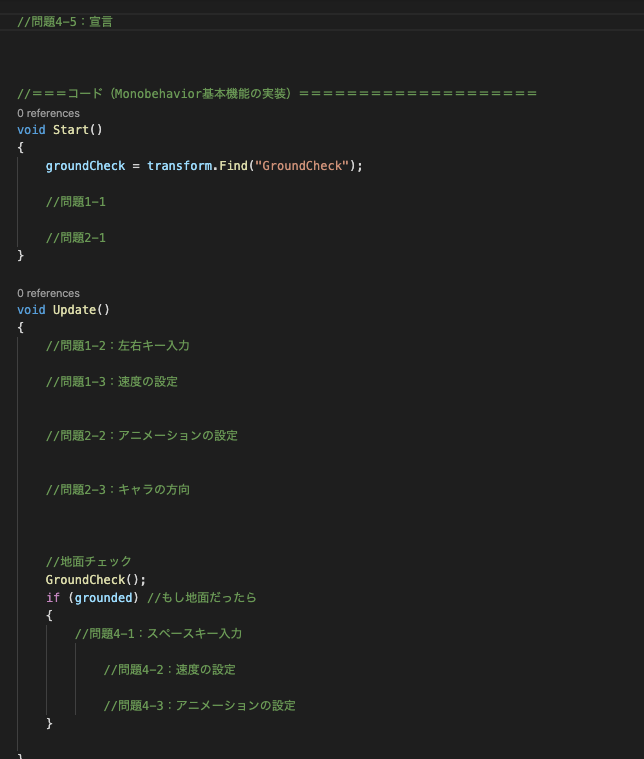 //問題4-5：宣言
//＝＝＝コード（Monobehavior基本機能の実装）＝＝＝＝＝＝＝＝＝＝＝＝＝＝＝＝＝＝＝＝
0 references
void Start()
{
groundCheck = transform.Find("GroundCheck");
//問題1-1
//問題2-1
}
0 references
void Update()
{
//問題1-2：左右キー入力
//問題1-3：速度の設定
//問題2-2：アニメーションの設定
//問題2-3：キャラの方向
//地面チェック
GroundCheck();
if (grounded) //もし地面だったら
{
//問題4-1：スペースキー入力
//問題4-2：速度の設定
//問題4-3：アニメーションの設定
}
}